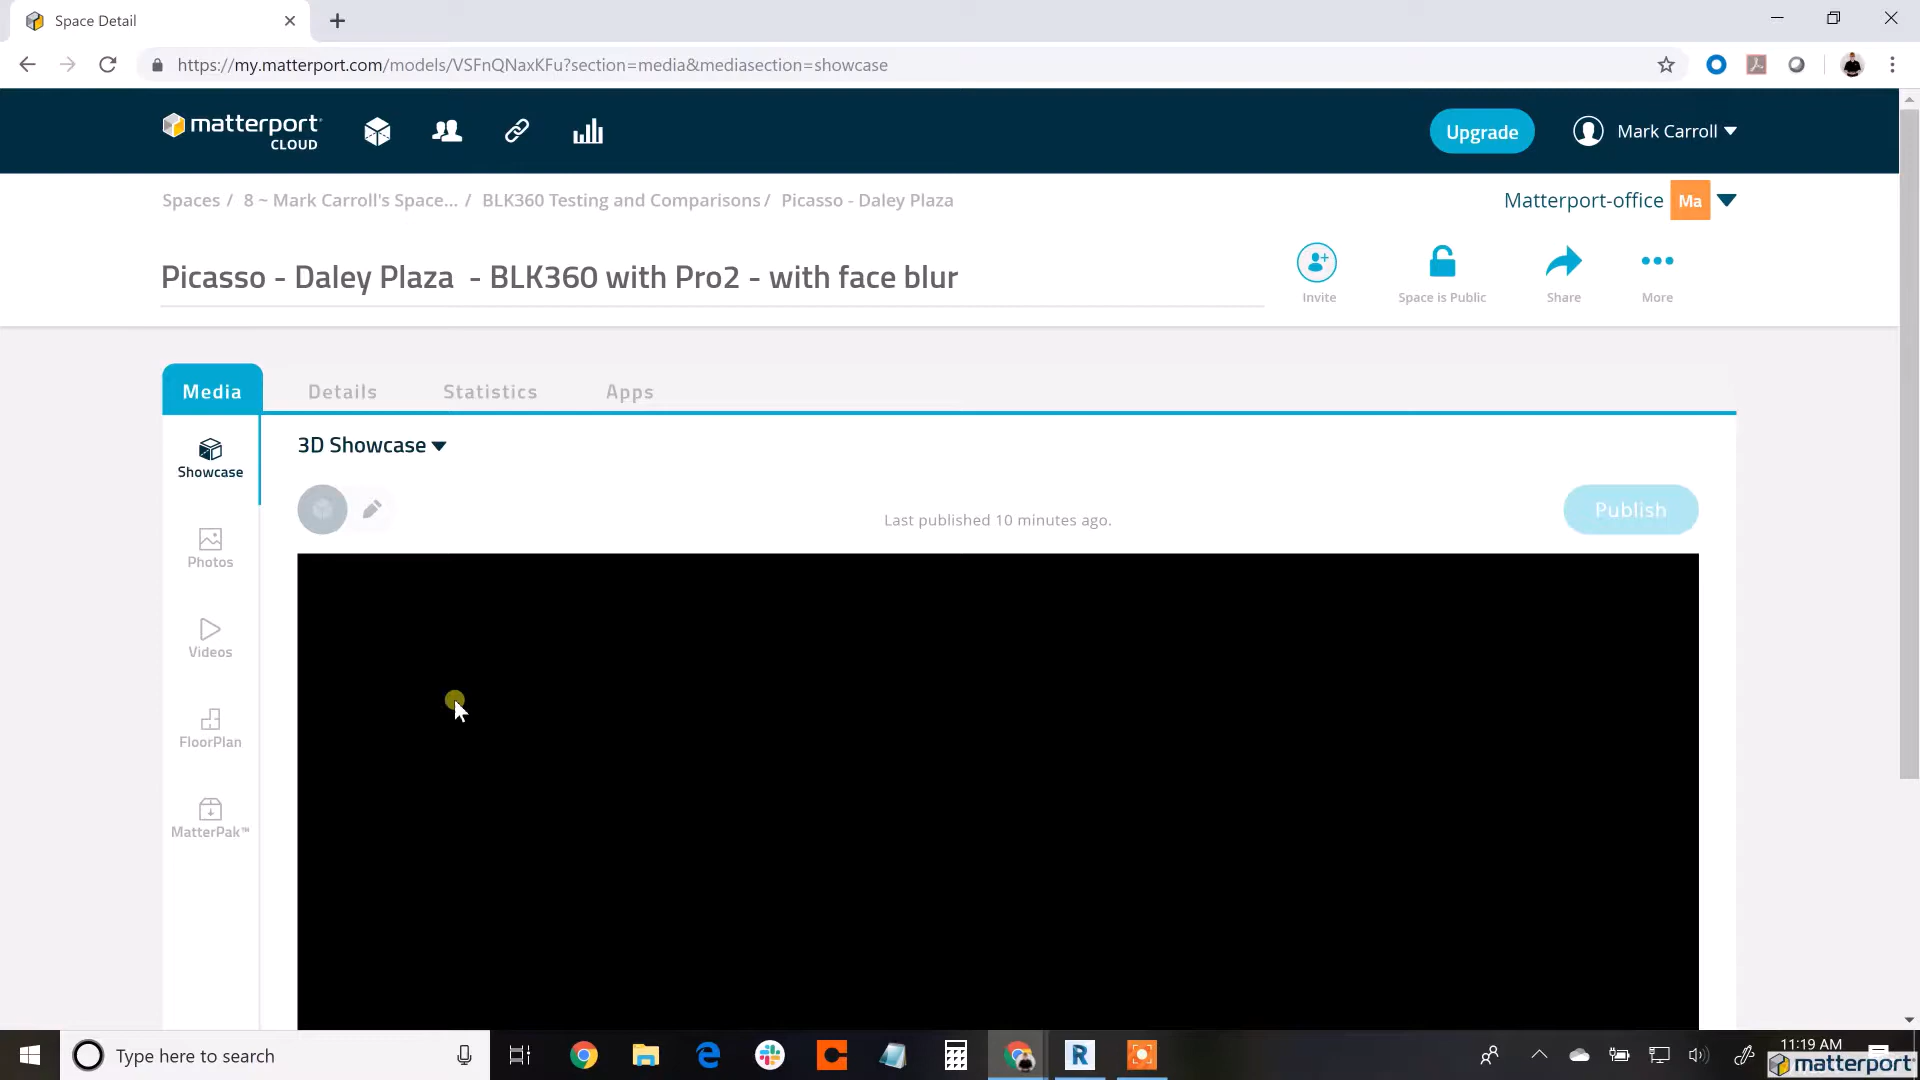 Space Detail
https://my.matterport.com/models/VSFnQNaxKFu?section=media&mediasection=showcase
matterport
CLOUD
Upgrade
Mark Carroll
Spaces / 8 ~ Mark Carroll's Space... / BLK360 Testing and Comparisons / Picasso - Daley Plaza
Matterport-office Ma
Picasso - Daley Plaza - BLK360 with Pro2 - with face blur
Invite
Space is Public
Share
More
Media
Details
Statistics
Apps
Showcase
3D Showcase
Last published 10 minutes ago.
Publish
Photos
Videos
FloorPlan
MatterPak™
Type here to search
R
11:19 AM
matterport